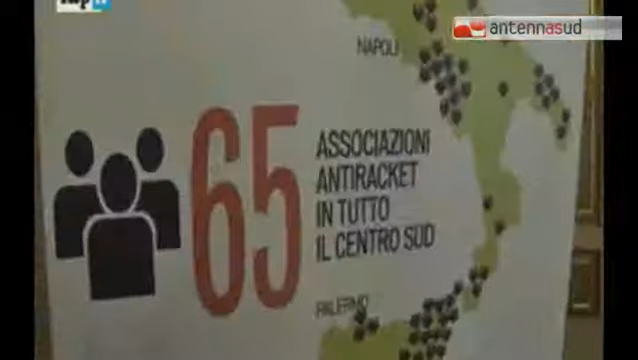 antennasud
NAPOLI
65
ASSOCIAZIONI
ANTIRACKET
IN TUTTO
IL CENTRO SUD
PALERMO